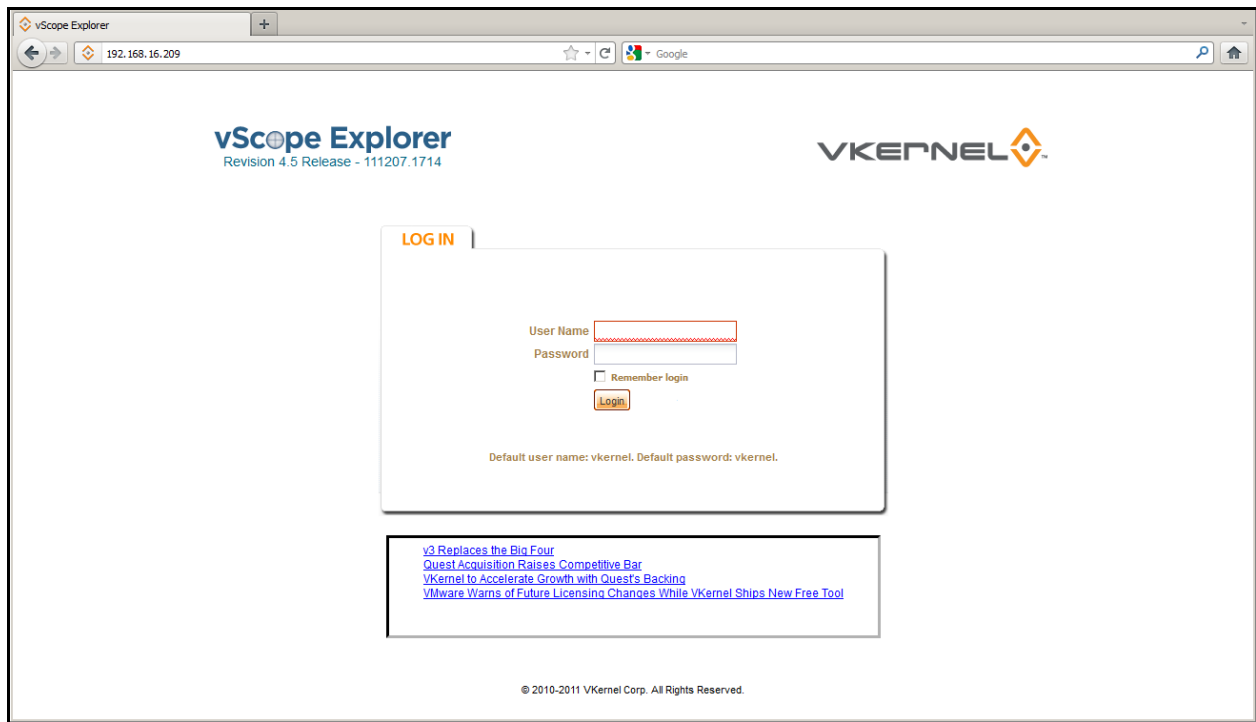 vScope Explorer
192.168.16.209
Google
vScope Explorer
Revision 4.5 Release - 111207.1714
VKERNEL™
LOG IN
User Name
Password
Remember login
Login
Default user name: vkernel. Default password: vkernel.
v3 Replaces the Big Four
Quest Acquisition Raises Competitive Bar
VKernel to Accelerate Growth with Quest's Backing
VMware Warns of Future Licensing Changes While VKernel Ships New Free Tool
© 2010-2011 VKernel Corp. All Rights Reserved.